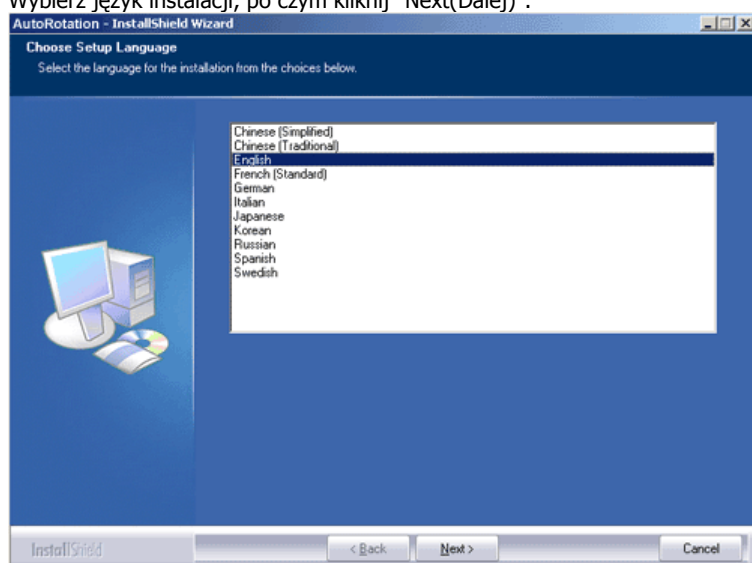 Wybierz język instalacji, po czym kliknij "Next(Dalej)".
AutoRotation - InstallShield Wizard
Choose Setup Language
Select the language for the installation from the choices below.
Chinese (Simplified)
Chinese (Traditional)
English
French (Standard)
German
Italian
Japanese
Korean
Russian
Spanish
Swedish
InstallShield
< Back
Next >
Cancel